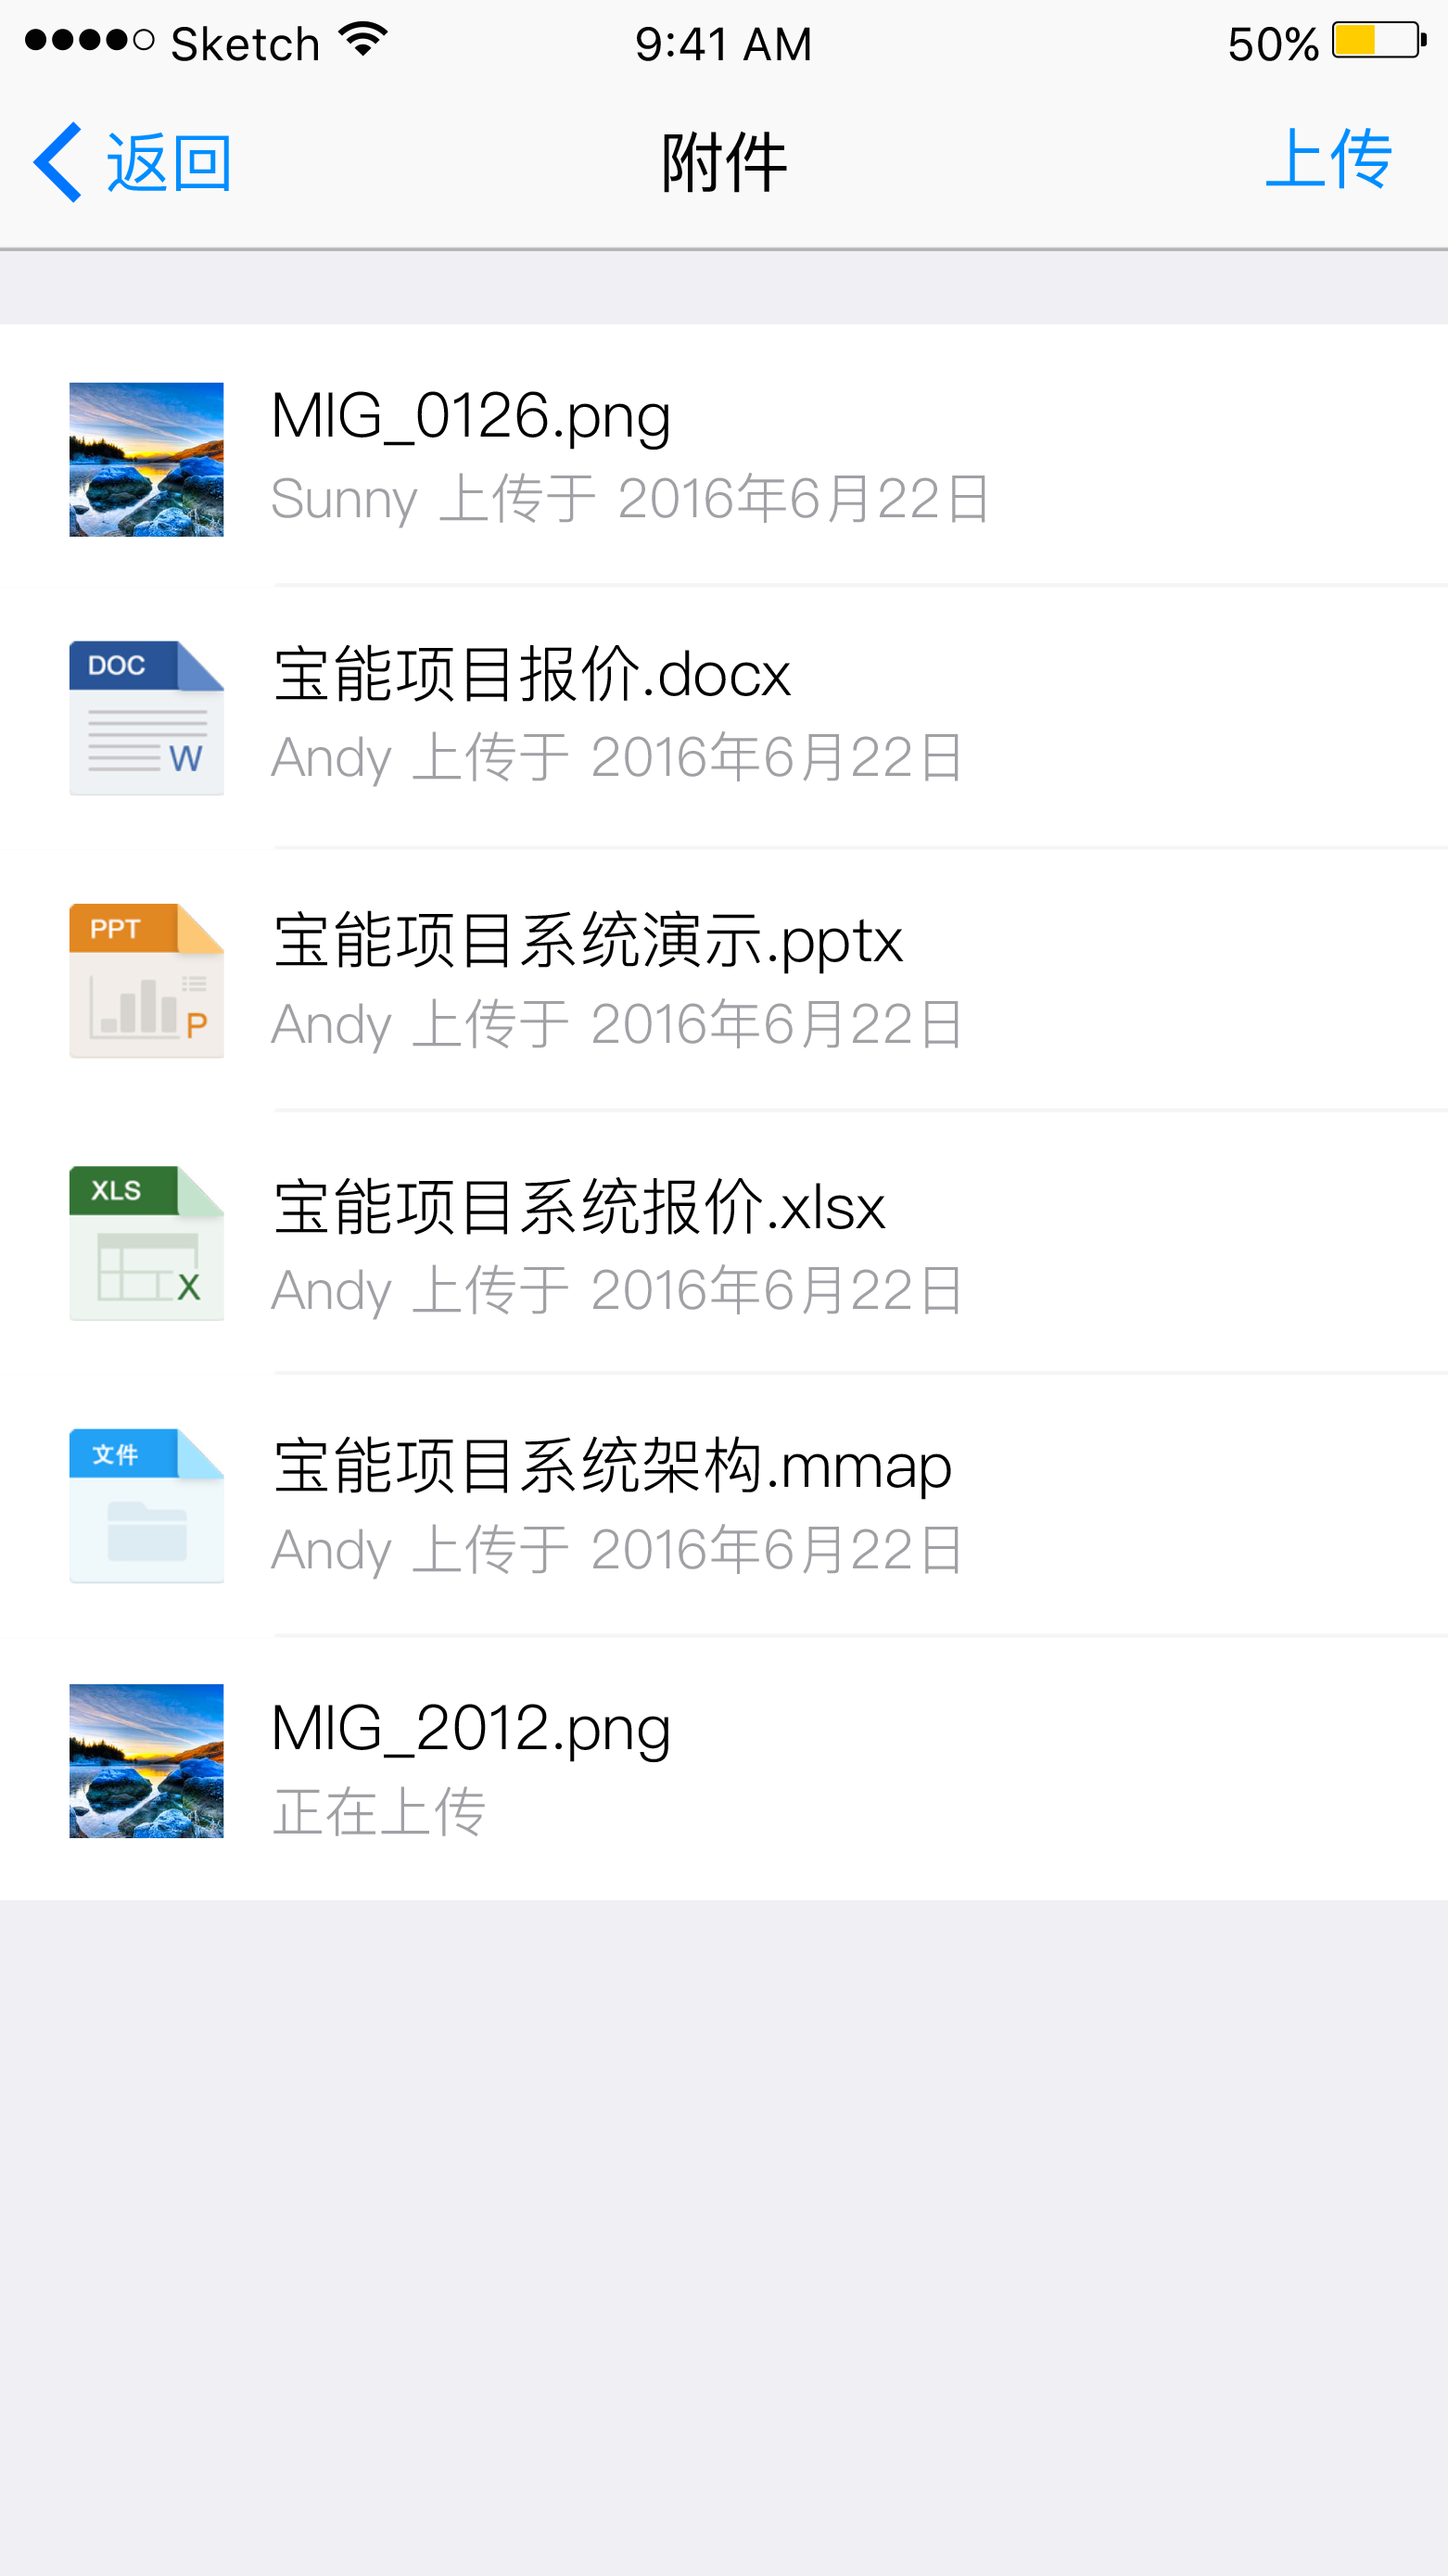 Sketch 9:41 AM 50%
返回 附件 上传
MIG_0126.png
Sunny 上传于 2016年6月22日
DOC
W
宝能项目报价.docx
Andy 上传于 2016年6月22日
PPT
P
宝能项目系统演示.pptx
Andy 上传于 2016年6月22日
XLS
X
宝能项目系统报价.xlsx
Andy 上传于 2016年6月22日
文件
宝能项目系统架构.mmap
Andy 上传于 2016年6月22日
MIG_2012.png
正在上传